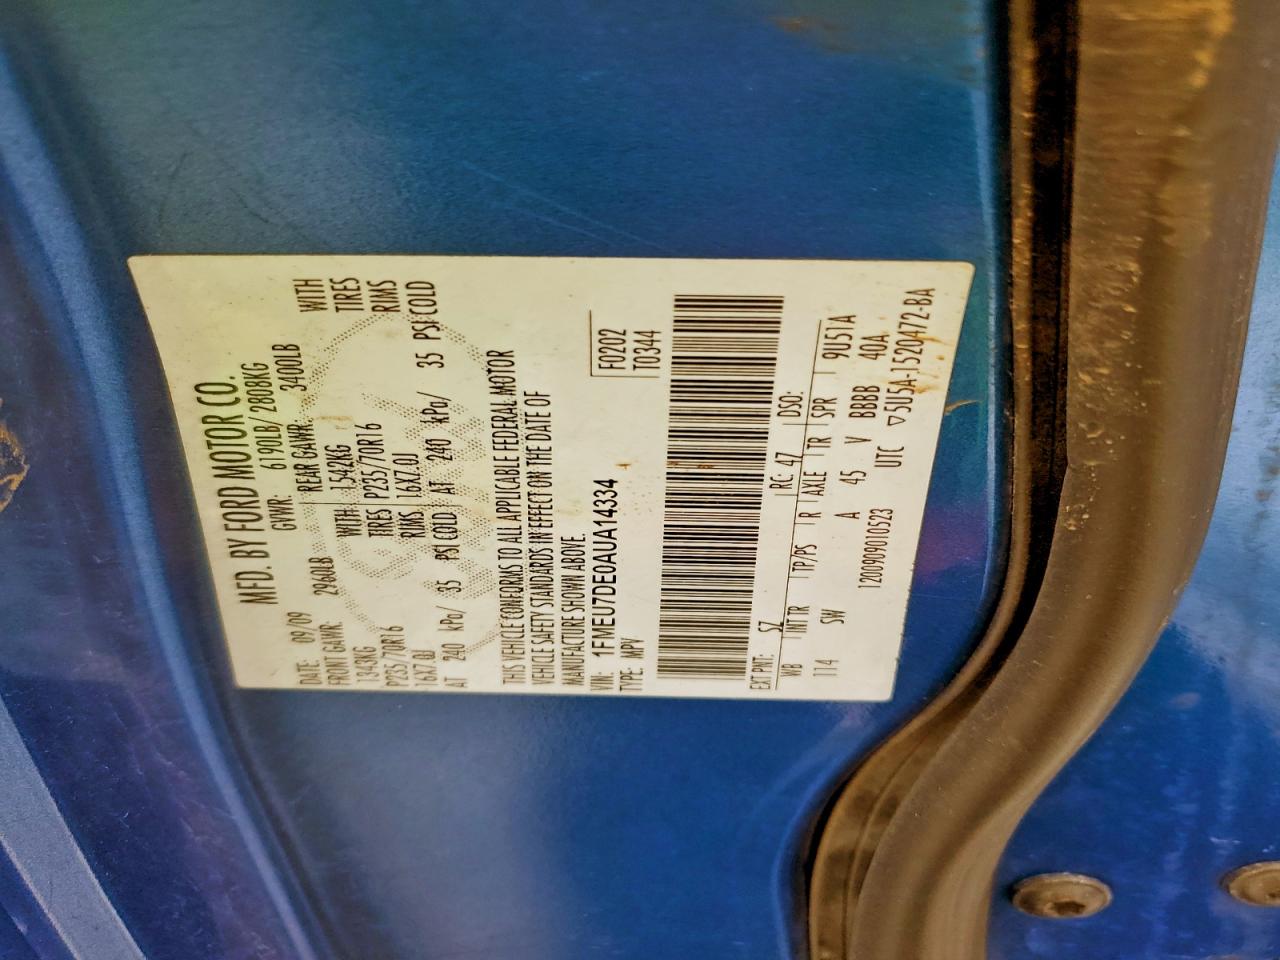 MFD. BY FORD MOTOR CO.
DATE: 09/09 GVWR: 6190LB/ 2808KG
FRONT GAWR: 2960LB REAR GAWR: 3400LB
1343KG WITH 1542KG WITH
P235/70R16 TIRES P235/70R16 TIRES
16X7.0J RIMS 16X7.0J RIMS
AT 240 kPa/ 35 PSI COLD AT 240 kPa/ 35 PSI COLD
THIS VEHICLE CONFORMS TO ALL APPLICABLE FEDERAL MOTOR
VEHICLE SAFETY STANDARDS IN EFFECT ON THE DATE OF
MANUFACTURE SHOWN ABOVE.
VIN: 1FMEU7DE0AUA14334 F0202
TYPE: MPV T0344
EXT PNT: SZ RC: 47 DSO:
WB INT TR TP/PS R AXLE TR SPR 9U51A
114 SW A 45 V BBBB 40A
1200909010523 UTC ▽5U5A-1520472-BA